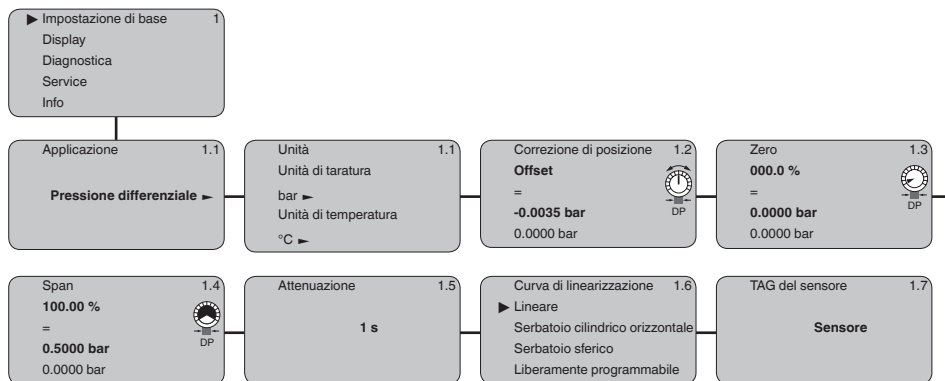 ► Impostazione di base 1
Display
Diagnostica
Service
Info
Applicazione 1.1
Pressione differenziale ►
Unità 1.1
Unità di taratura
bar ►
Unità di temperatura
°C ►
Correzione di posizione 1.2
Offset
=
-0.0035 bar
0.0000 bar
DP
Zero 1.3
000.0 %
=
0.0000 bar
0.0000 bar
DP
Span 1.4
100.00 %
=
0.5000 bar
0.0000 bar
DP
Attenuazione 1.5
1 s
Curva di linearizzazione 1.6
► Lineare
Serbatoio cilindrico orizzontale
Serbatoio sferico
Liberamente programmabile
TAG del sensore 1.7
Sensore